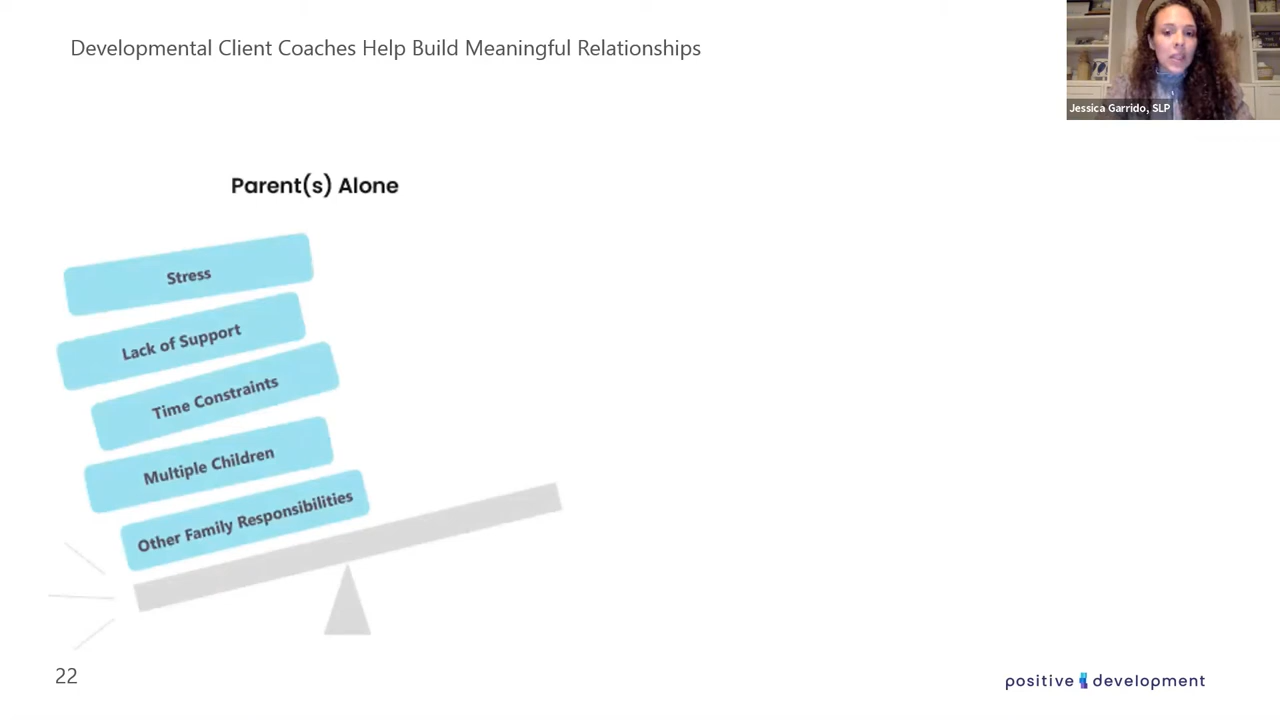 Developmental Client Coaches Help Build Meaningful Relationships
Jessica Garrido, SLP
Parent(s) Alone
Stress
Lack of Support
Time Constraints
Multiple Children
Other Family Responsibilities
22
positive development